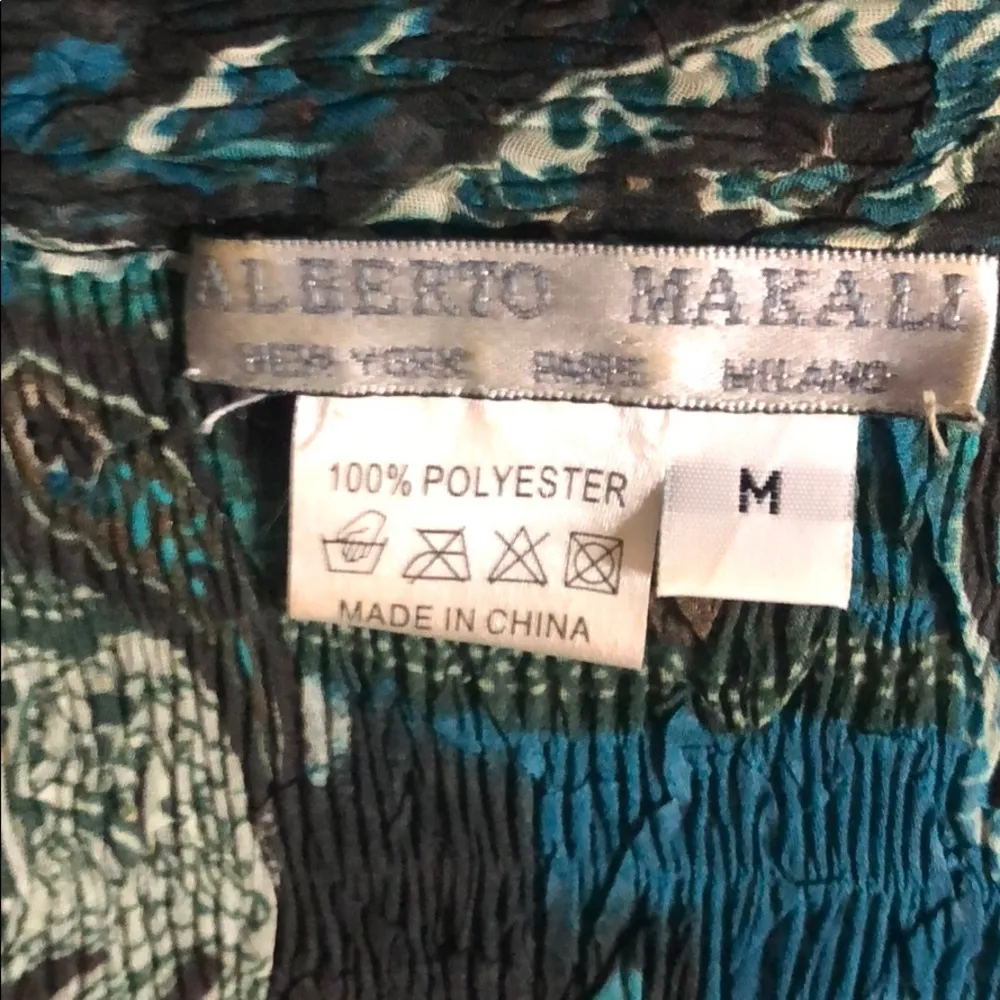 ALBERTO MAKALI
NEW YORK PARIS MILANO
100% POLYESTER
M
MADE IN CHINA